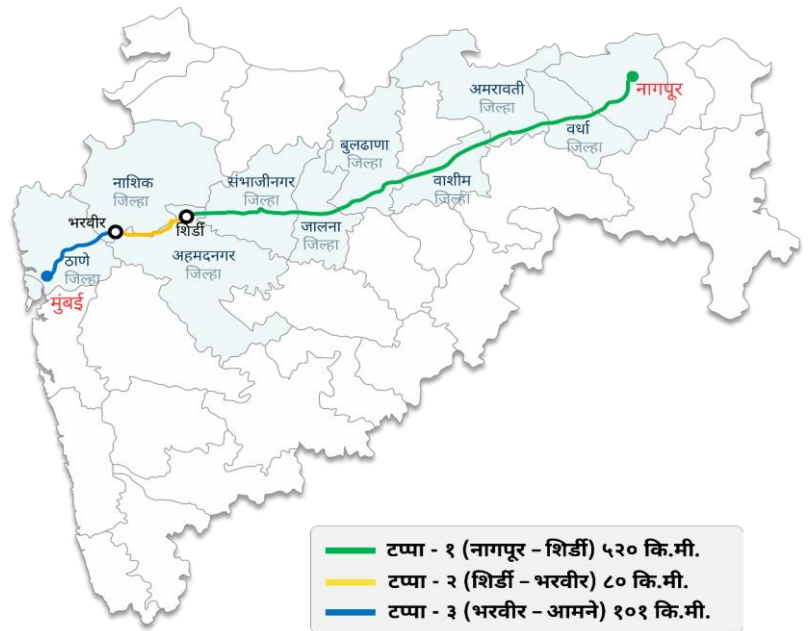 अमरावती
जिल्हा
नागपूर
वर्धा
जिल्हा
बुलढाणा
जिल्हा
नाशिक
जिल्हा
संभाजीनगर
जिल्हा
वाशीम
जिल्हा
भरवीर
शिर्डी
जालना
जिल्हा
अहमदनगर
जिल्हा
ठाणे
जिल्हा
मुंबई
टप्पा - १ (नागपूर – शिर्डी) ५२० कि.मी.
टप्पा - २ (शिर्डी – भरवीर) ८० कि.मी.
टप्पा - ३ (भरवीर – आमने) १०१ कि.मी.